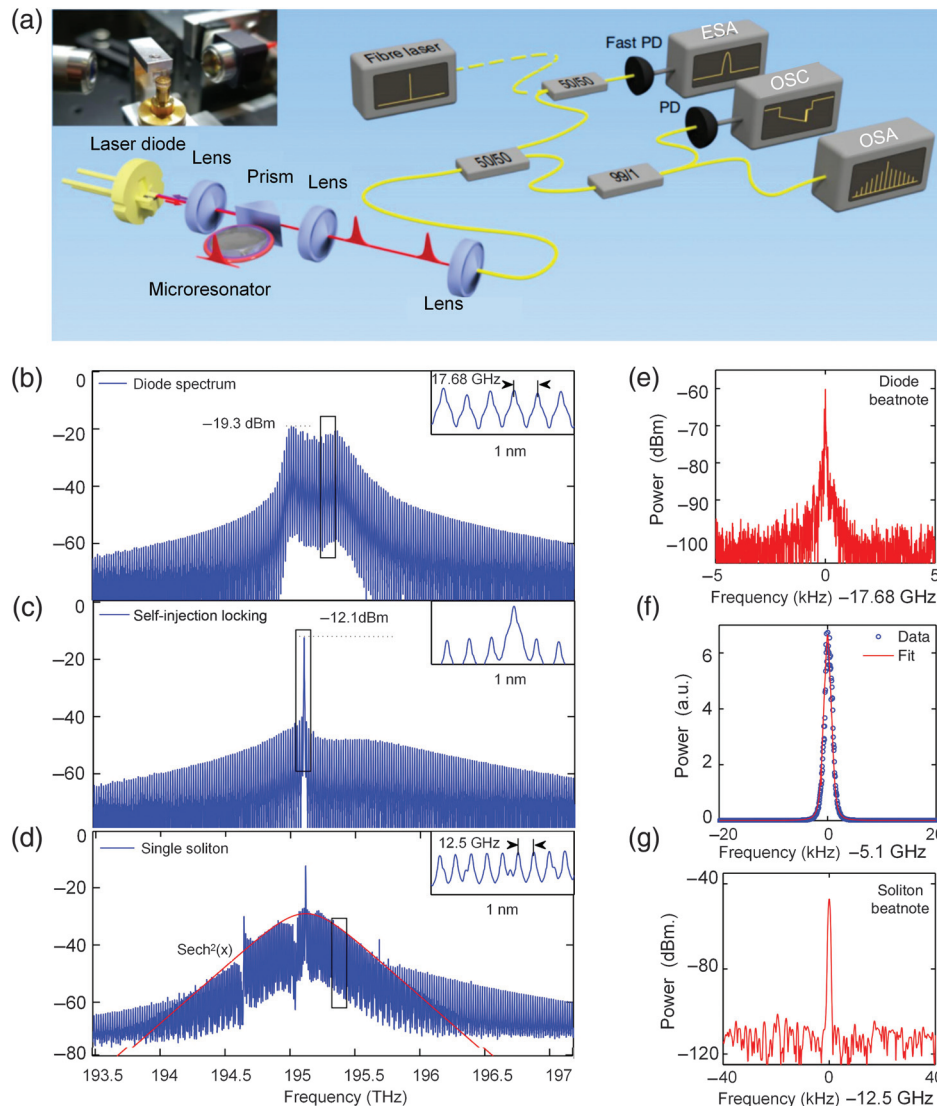 (a)
Fibre laser
Fast PD
ESA
50/50
OSC
PD
OSA
50/50
99/1
Laser diode
Lens
Prism
Lens
Microresonator
Lens
(b)
0
−20
−40
−60
Diode spectrum
−19.3 dBm
17.68 GHz
1 nm
(c)
0
−20
−40
−60
Self-injection locking
−12.1dBm
1 nm
(d)
0
−20
−40
−60
−80
Single soliton
12.5 GHz
1 nm
Sech²(x)
193.5 194 194.5 195 195.5 196 196.5 197
Frequency (THz)
(e)
−60
−70
−80
−90
−100
Power (dBm)
Diode
beatnote
−5 0 5
Frequency (kHz) −17.68 GHz
(f)
6
4
2
0
Power (a.u.)
Data
Fit
−20 0 20
Frequency (kHz) −5.1 GHz
(g)
−40
−80
−120
Power (dBm.)
Soliton
beatnote
−40 0 40
Frequency (kHz) −12.5 GHz